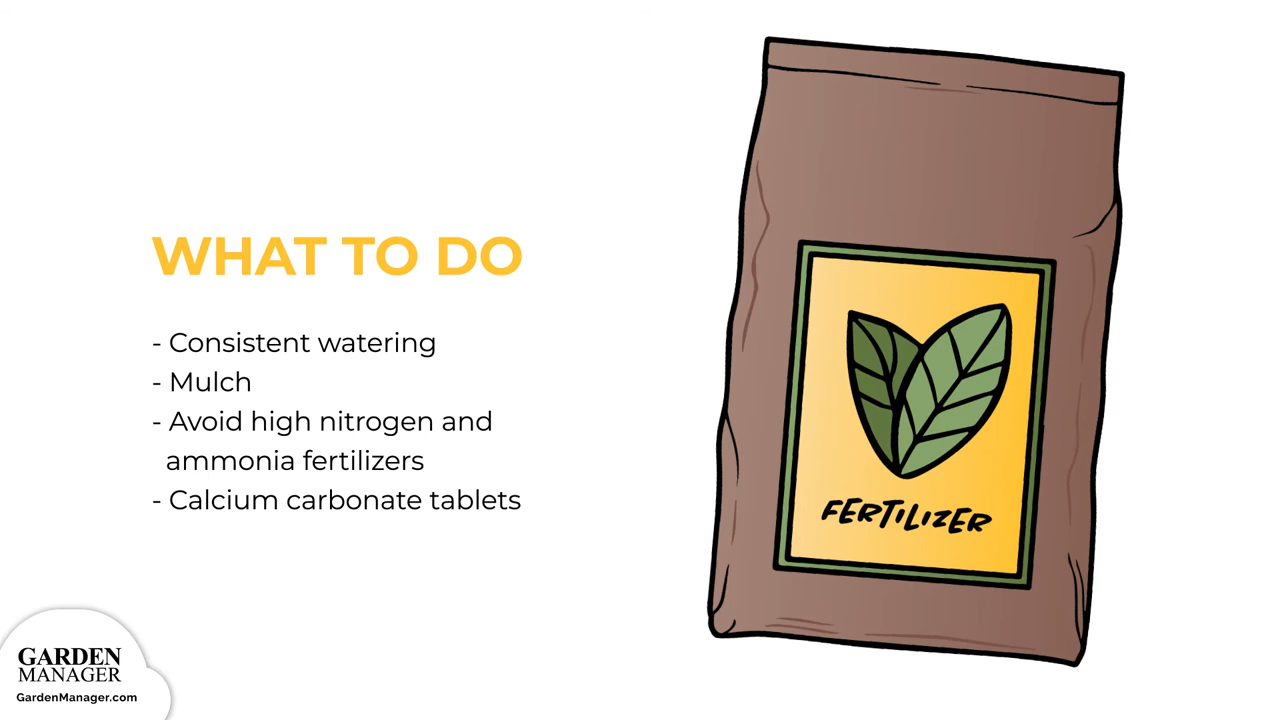 WHAT TO DO
- Consistent watering
- Mulch
- Avoid high nitrogen and
ammonia fertilizers
- Calcium carbonate tablets
FERTILIZER
GARDEN
MANAGER
GardenManager.com